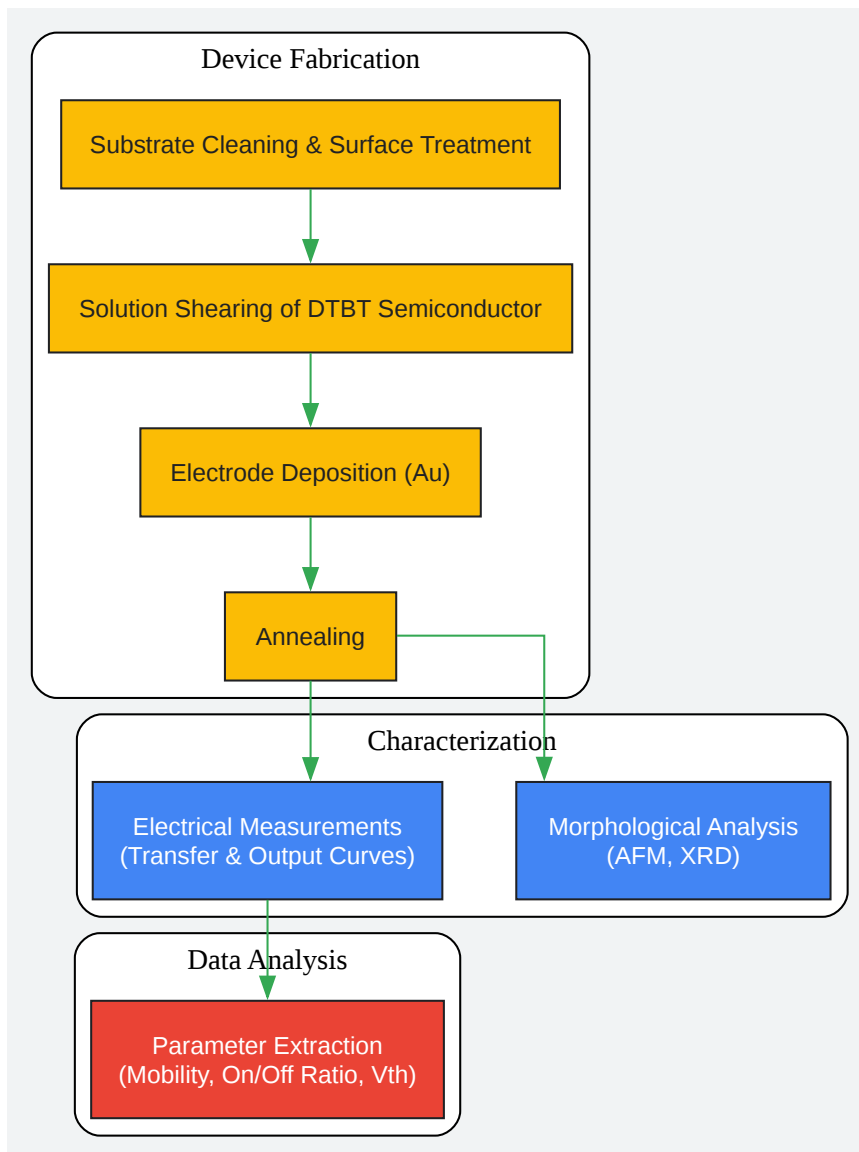 Device Fabrication
Substrate Cleaning & Surface Treatment
Solution Shearing of DTBT Semiconductor
Electrode Deposition (Au)
Annealing
Characterization
Electrical Measurements
(Transfer & Output Curves)
Morphological Analysis
(AFM, XRD)
Data Analysis
Parameter Extraction
(Mobility, On/Off Ratio, Vth)